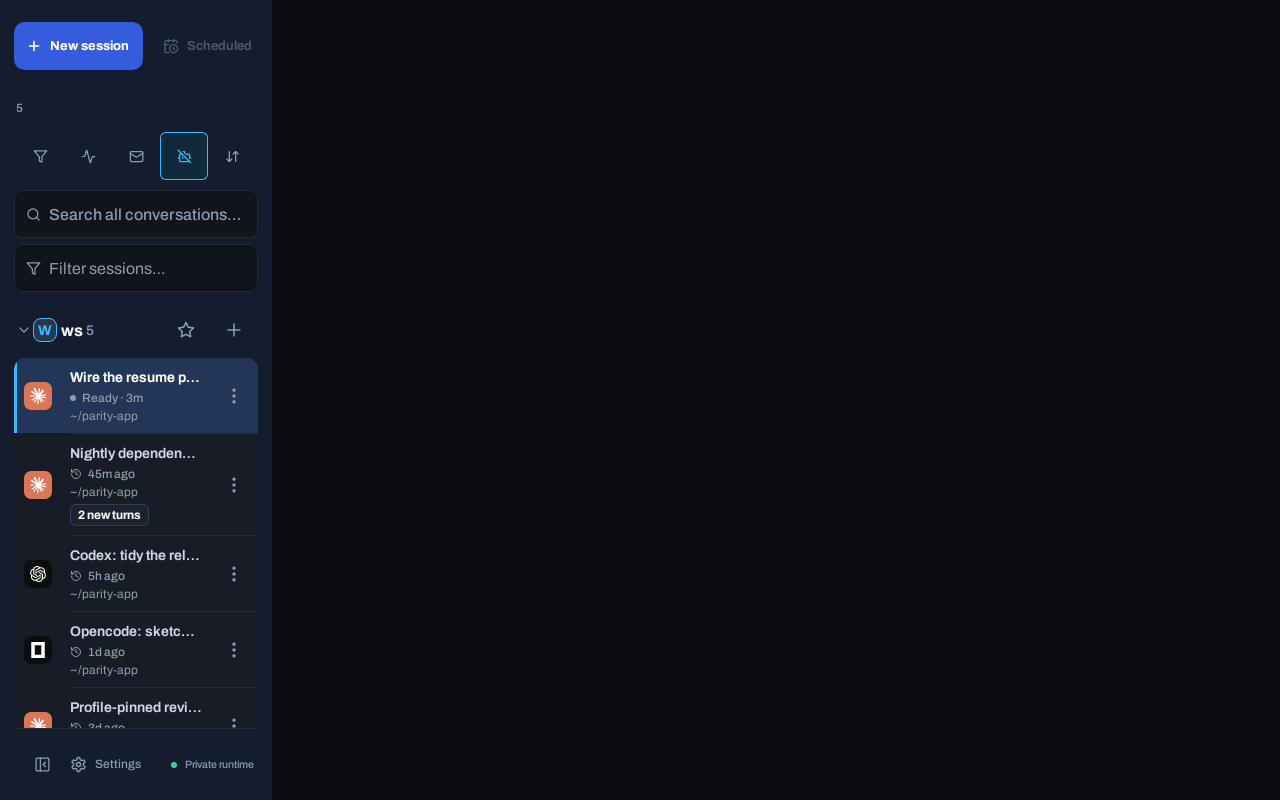 New session
Scheduled
5
Search all conversations...
Filter sessions...
W ws 5
Wire the resume p...
Ready · 3m
~/parity-app
Nightly dependen...
45m ago
~/parity-app
2 new turns
Codex: tidy the rel...
5h ago
~/parity-app
Opencode: sketc...
1d ago
~/parity-app
Profile-pinned revi...
Settings
Private runtime